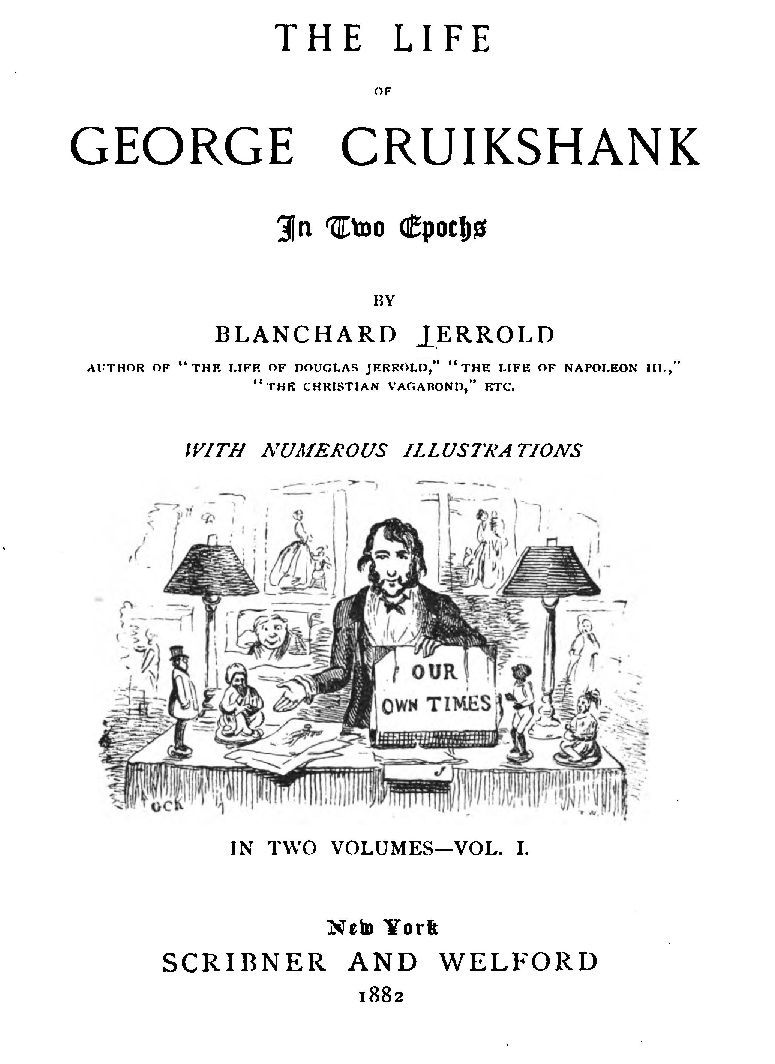 THE LIFE
OF
GEORGE CRUIKSHANK
In Two Epochs
BY
BLANCHARD JERROLD
AUTHOR OF "THE LIFE OF DOUGLAS JERROLD," "THE LIFE OF NAPOLEON III.,"
"THE CHRISTIAN VAGABOND," ETC.
WITH NUMEROUS ILLUSTRATIONS
OUR
OWN TIMES
GCK
T.W.
IN TWO VOLUMES—VOL. I.
New York
SCRIBNER AND WELFORD
1882